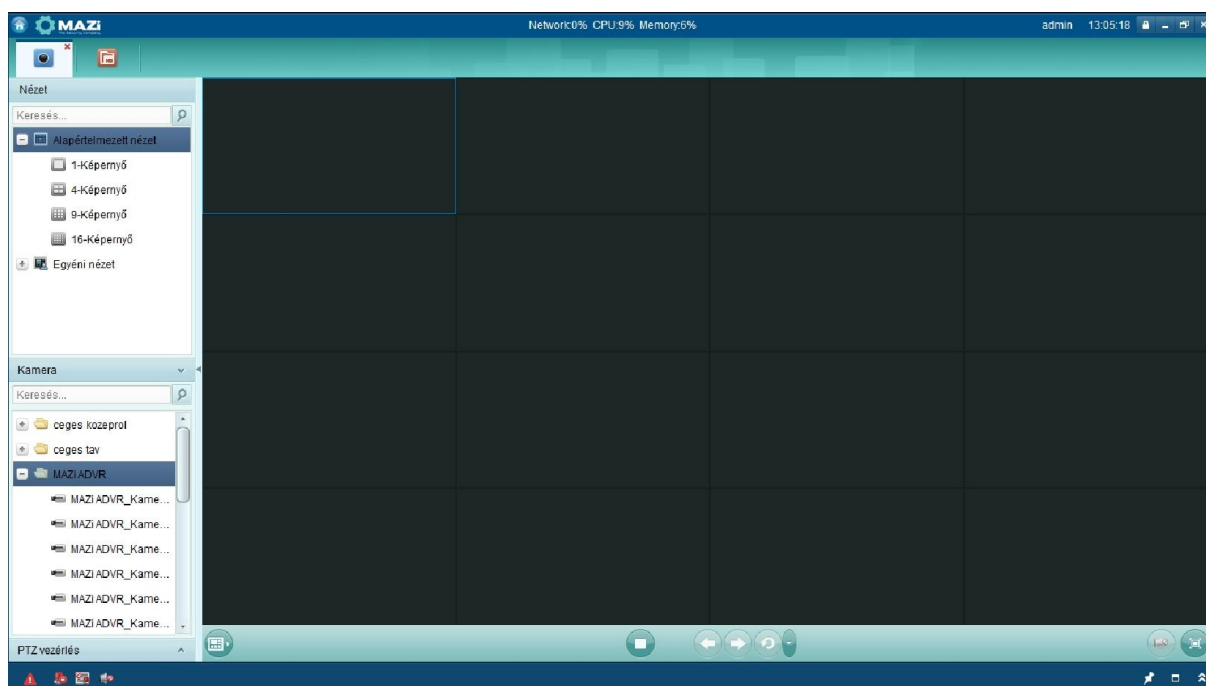 MAZi
Network:0% CPU:9% Memory:6%
admin 13:05:18
Nézet
Keresés...
Alapértelmezett nézet
1-Képernyő
4-Képernyő
9-Képernyő
16-Képernyő
Egyéni nézet
Kamera
Keresés...
ceges kozeprol
ceges tav
MAZi ADVR
MAZi ADVR_Kame...
MAZi ADVR_Kame...
MAZi ADVR_Kame...
MAZi ADVR_Kame...
MAZi ADVR_Kame...
MAZi ADVR_Kame...
PTZ vezérlés